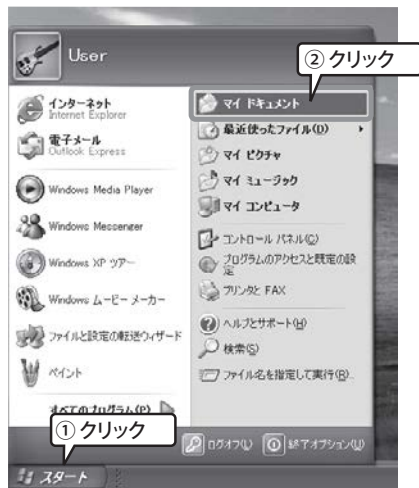 User
② クリック
インターネット
Internet Explorer
電子メール
Outlook Express
Windows Media Player
Windows Messenger
Windows XP ツアー
Windows ムービー メーカー
ファイルと設定の転送ウィザード
ペイント
すべてのプログラム(P)
マイ ドキュメント
最近使ったファイル(D)
マイ ピクチャ
マイ ミュージック
マイ コンピュータ
コントロール パネル(C)
プログラムのアクセスと既定の設
定
プリンタと FAX
ヘルプとサポート(H)
検索(S)
ファイル名を指定して実行(R)...
① クリック
ログオフ(L)
終了オプション(U)
スタート